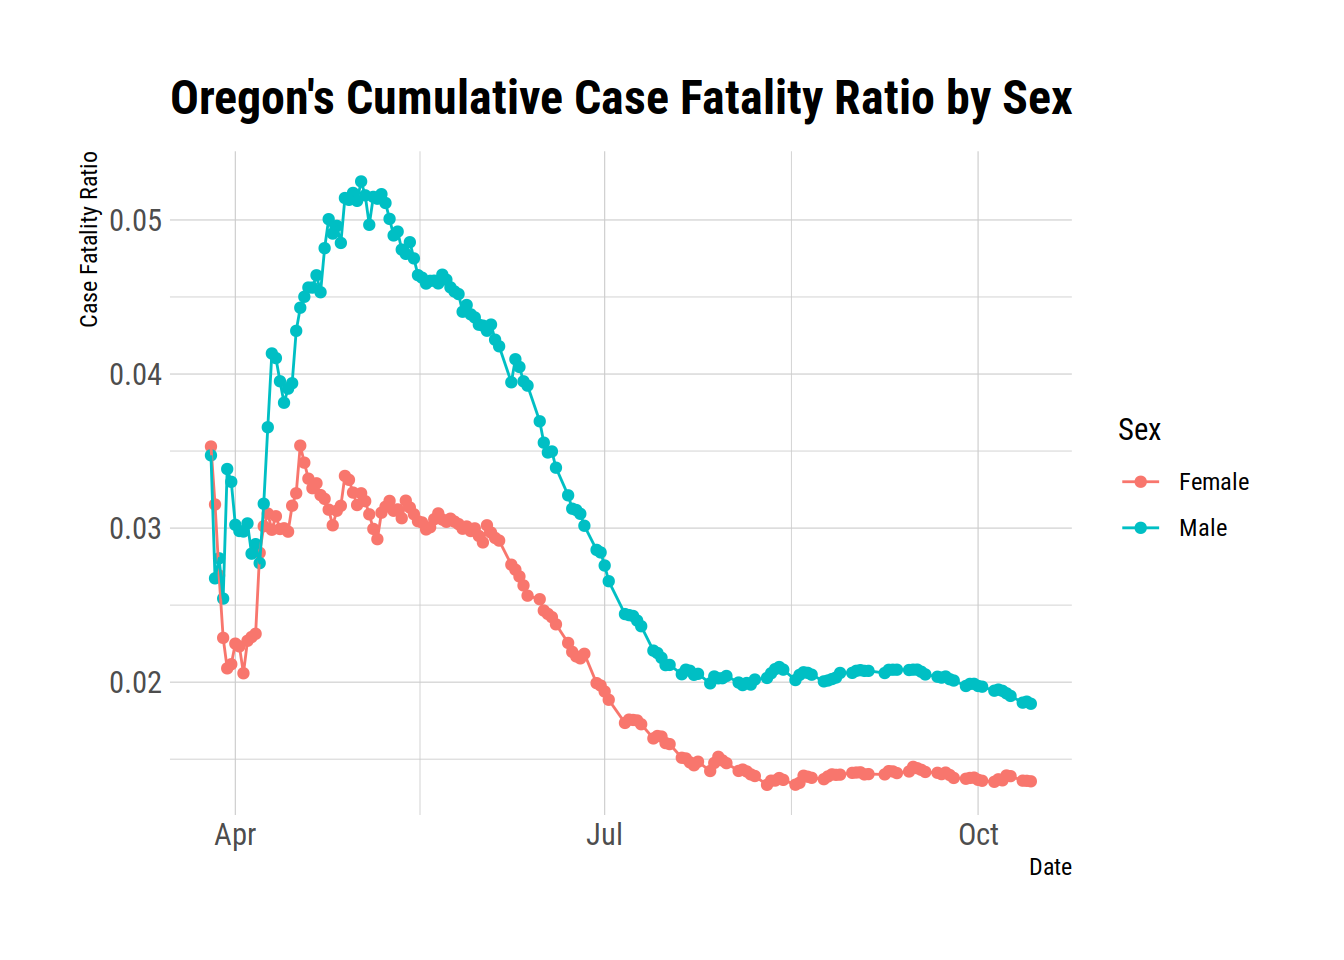 Oregon's Cumulative Case Fatality Ratio by Sex
Case Fatality Ratio
0.05
0.04
0.03
0.02
Apr
Jul
Oct
Date
Sex
Female
Male